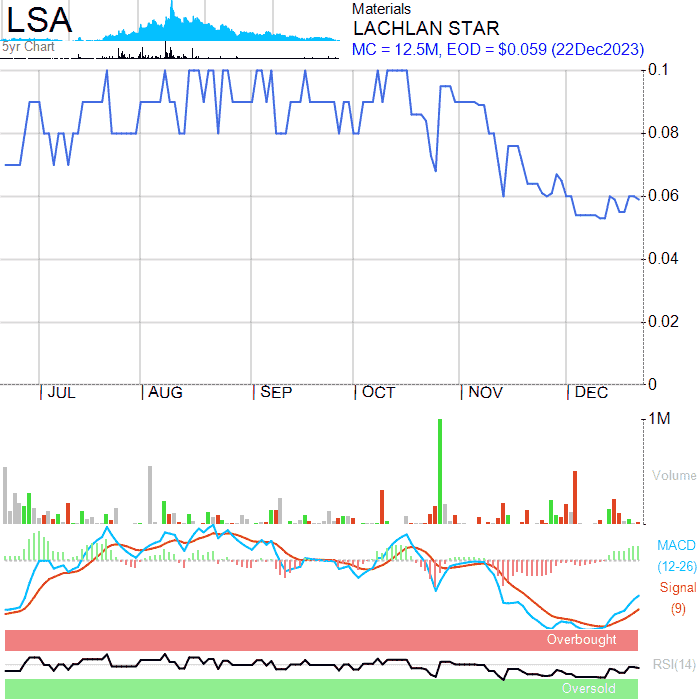 LSA
5yr Chart
Materials
LACHLAN STAR
MC = 12.5M, EOD = $0.059 (22Dec2023)
0.1
0.08
0.06
0.04
0.02
0
JUL AUG SEP OCT NOV DEC
1M
Volume
MACD
(12-26)
Signal
(9)
Overbought
RSI(14)
Oversold